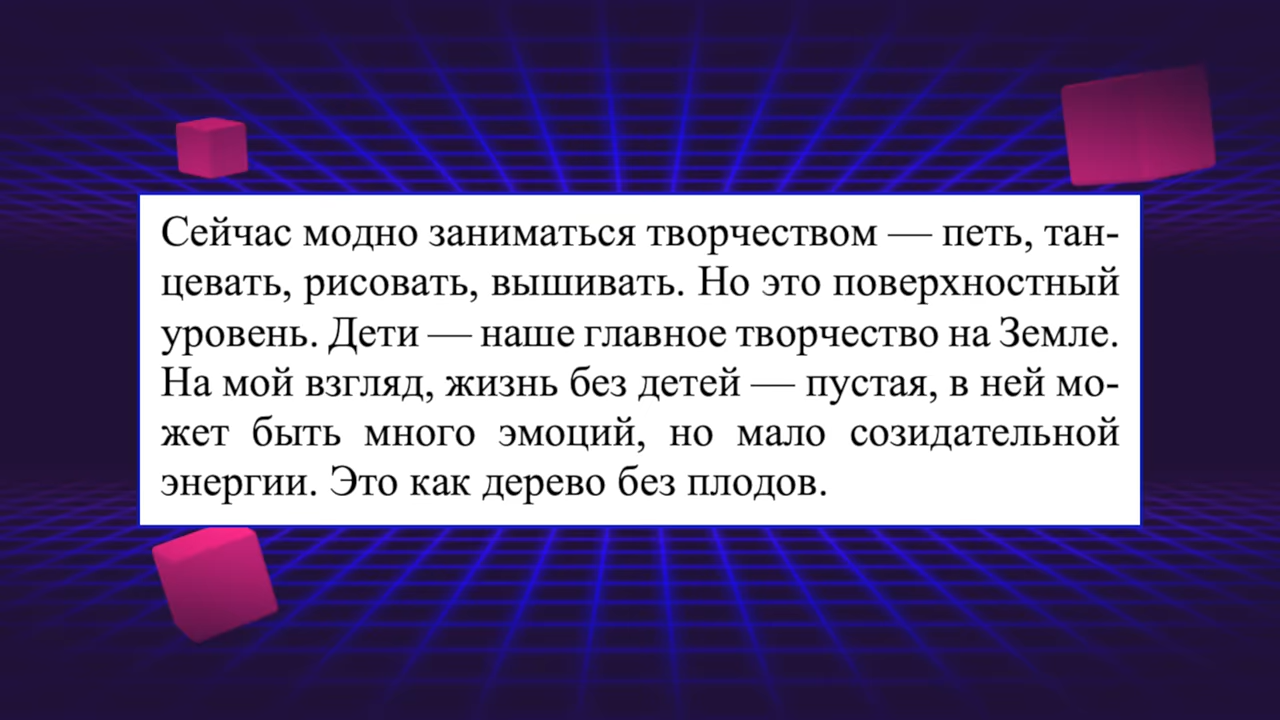 Сейчас модно заниматься творчеством — петь, тан-
цевать, рисовать, вышивать. Но это поверхностный
уровень. Дети — наше главное творчество на Земле.
На мой взгляд, жизнь без детей — пустая, в ней мо-
жет быть много эмоций, но мало созидательной
энергии. Это как дерево без плодов.